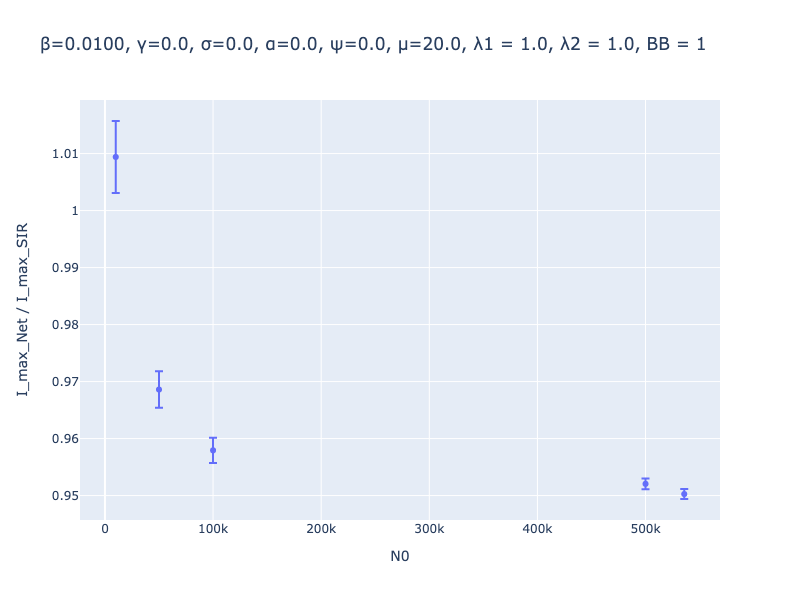 β=0.0100, γ=0.0, σ=0.0, α=0.0, ψ=0.0, μ=20.0, λ1 = 1.0, λ2 = 1.0, BB = 1
I_max_Net / I_max_SIR
1.01
1
0.99
0.98
0.97
0.96
0.95
0
100k
200k
300k
400k
500k
N0